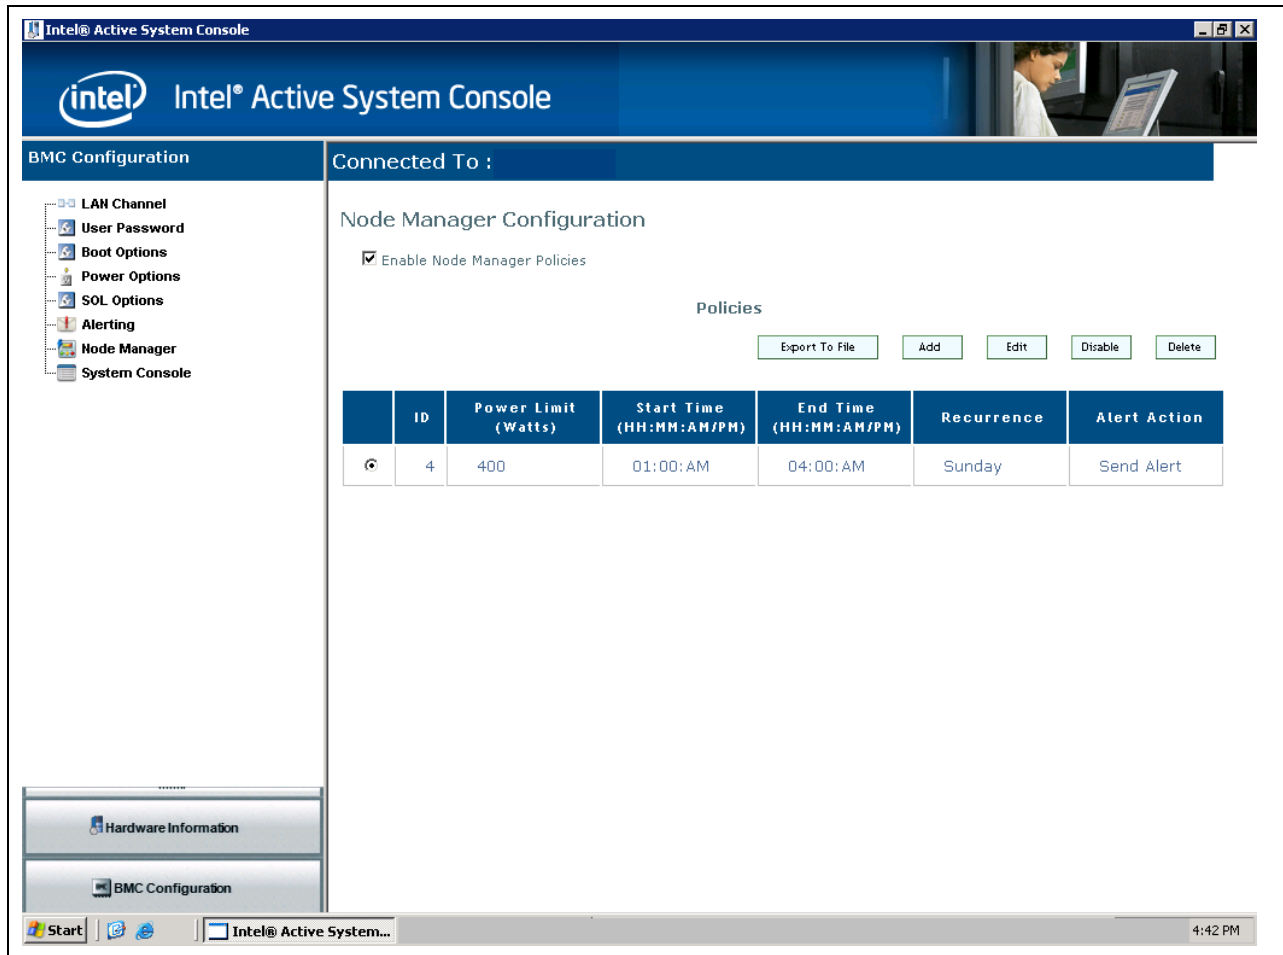 Intel® Active System Console
intel Intel® Active System Console
BMC Configuration
Connected To :
LAN Channel
User Password
Boot Options
Power Options
SOL Options
Alerting
Node Manager
System Console
Node Manager Configuration
Enable Node Manager Policies
Policies
Export To File Add Edit Disable Delete
ID Power Limit (Watts) Start Time (HH:MM:AM/PM) End Time (HH:MM:AM/PM) Recurrence Alert Action
4 400 01:00:AM 04:00:AM Sunday Send Alert
Hardware Information
BMC Configuration
Start Intel® Active System... 4:42 PM